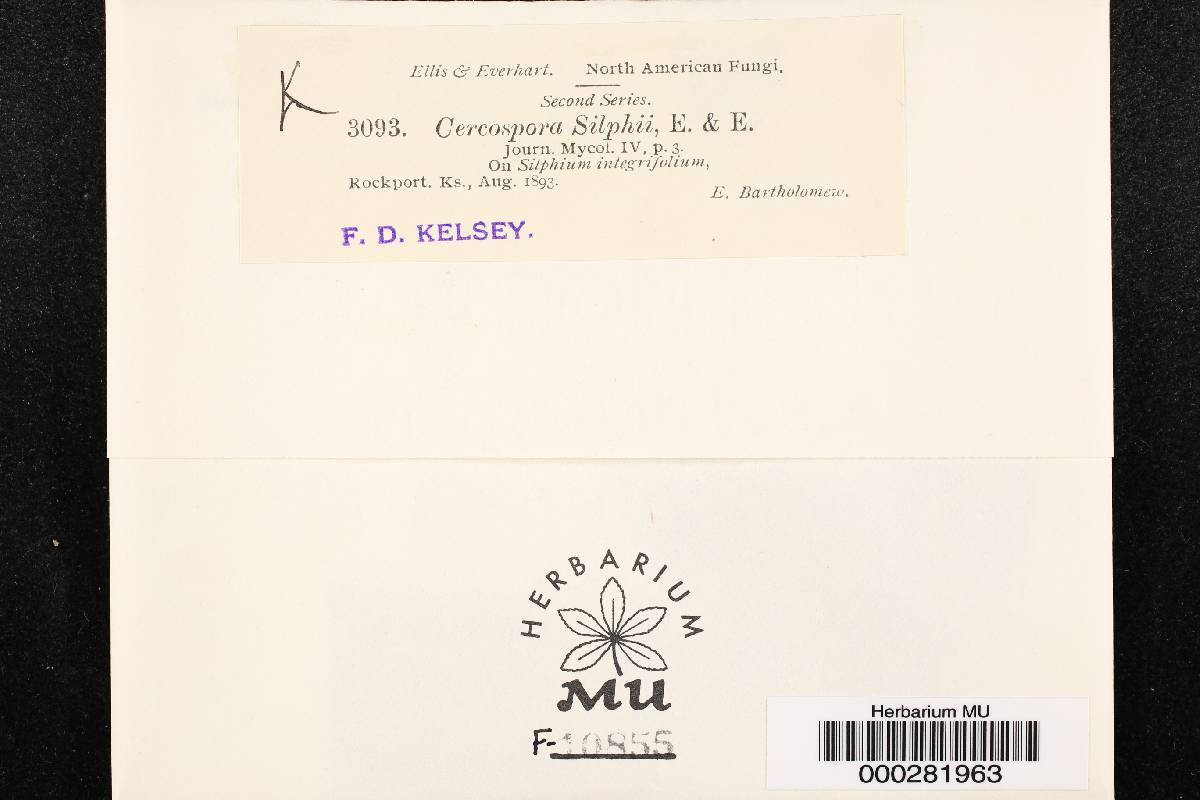 K
Ellis & Everhart. North American Fungi.
Second Series.
3093. Cercospora Silphii, E. & E.
Journ. Mycol. IV, p. 3.
On Silphium integrifolium,
Rockport, Ks., Aug. 1893.
E. Bartholomew.
F. D. KELSEY.
HERBARIUM
MU
F-10855
Herbarium MU
000281963